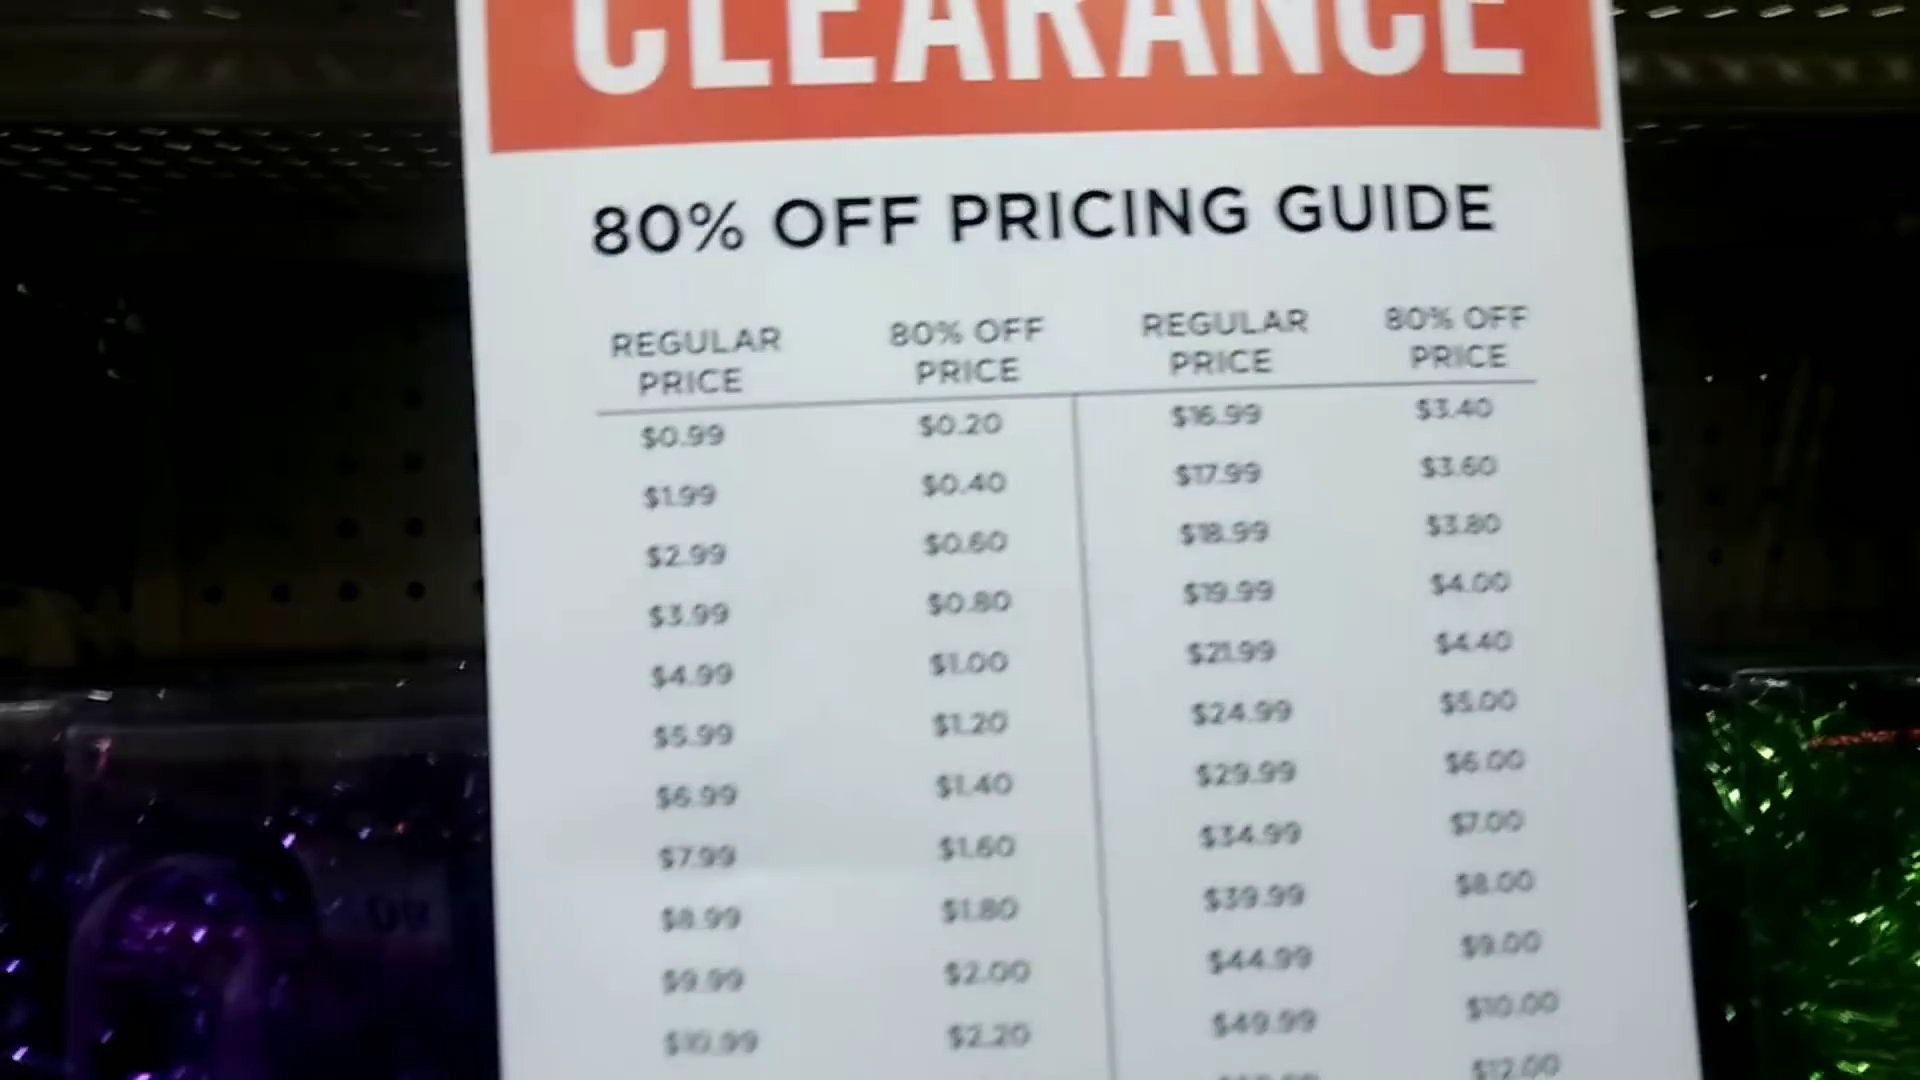 CLEARANCE
80% OFF PRICING GUIDE
REGULAR PRICE 80% OFF PRICE REGULAR PRICE 80% OFF PRICE
$0.99 $0.20 $16.99 $3.40
$1.99 $0.40 $17.99 $3.60
$2.99 $0.60 $18.99 $3.80
$3.99 $0.80 $19.99 $4.00
$4.99 $1.00 $21.99 $4.40
$5.99 $1.20 $24.99 $5.00
$6.99 $1.40 $29.99 $6.00
$7.99 $1.60 $34.99 $7.00
$8.99 $1.80 $39.99 $8.00
$9.99 $2.00 $44.99 $9.00
$10.99 $2.20 $49.99 $10.00
$12.00